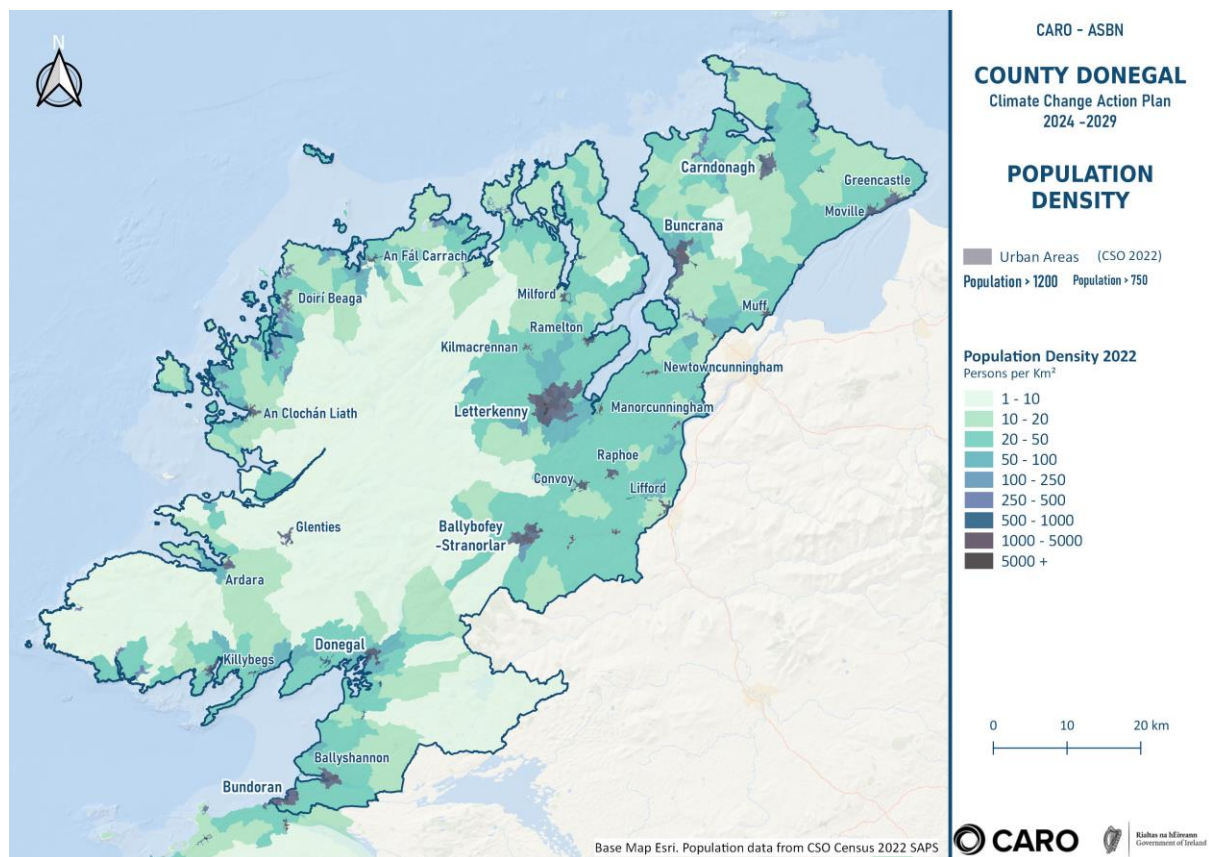 N
Carndonagh
Greencastle
Moville
Buncrana
An Fál Carrach
Doirí Beaga
Milford
Muff
Ramelton
Kilmacrennan
Newtowncunningham
Letterkenny
Manorcunningham
An Clochán Liath
Raphoe
Convoy
Lifford
Glenties
Ballybofey
-Stranorlar
Ardara
Donegal
Killybegs
Ballyshannon
Bundoran
Base Map Esri. Population data from CSO Census 2022 SAPS
CARO - ASBN
COUNTY DONEGAL
Climate Change Action Plan
2024 -2029
POPULATION
DENSITY
Urban Areas (CSO 2022)
Population > 1200 Population > 750
Population Density 2022
Persons per Km²
1 - 10
10 - 20
20 - 50
50 - 100
100 - 250
250 - 500
500 - 1000
1000 - 5000
5000 +
0 10 20 km
CARO
Rialtas na hÉireann
Government of Ireland